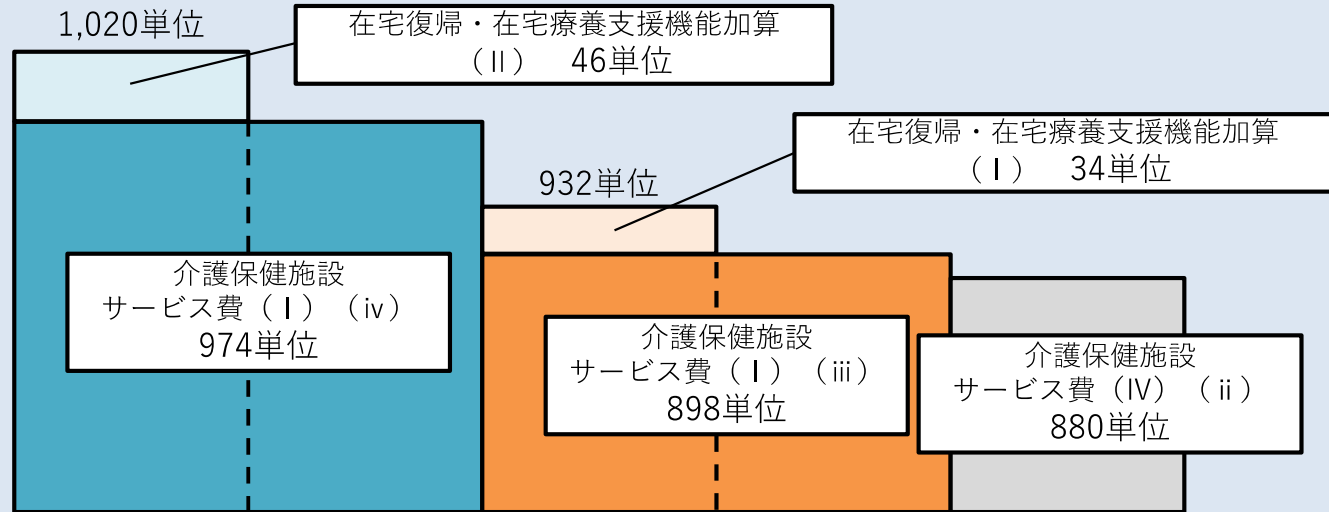 1,020単位
在宅復帰・在宅療養支援機能加算
（Ⅱ）　46単位
在宅復帰・在宅療養支援機能加算
（Ⅰ）　34単位
932単位
介護保健施設
サービス費（Ⅰ）（ⅳ）
974単位
介護保健施設
サービス費（Ⅰ）（ⅲ）
898単位
介護保健施設
サービス費（Ⅳ）（ⅱ）
880単位